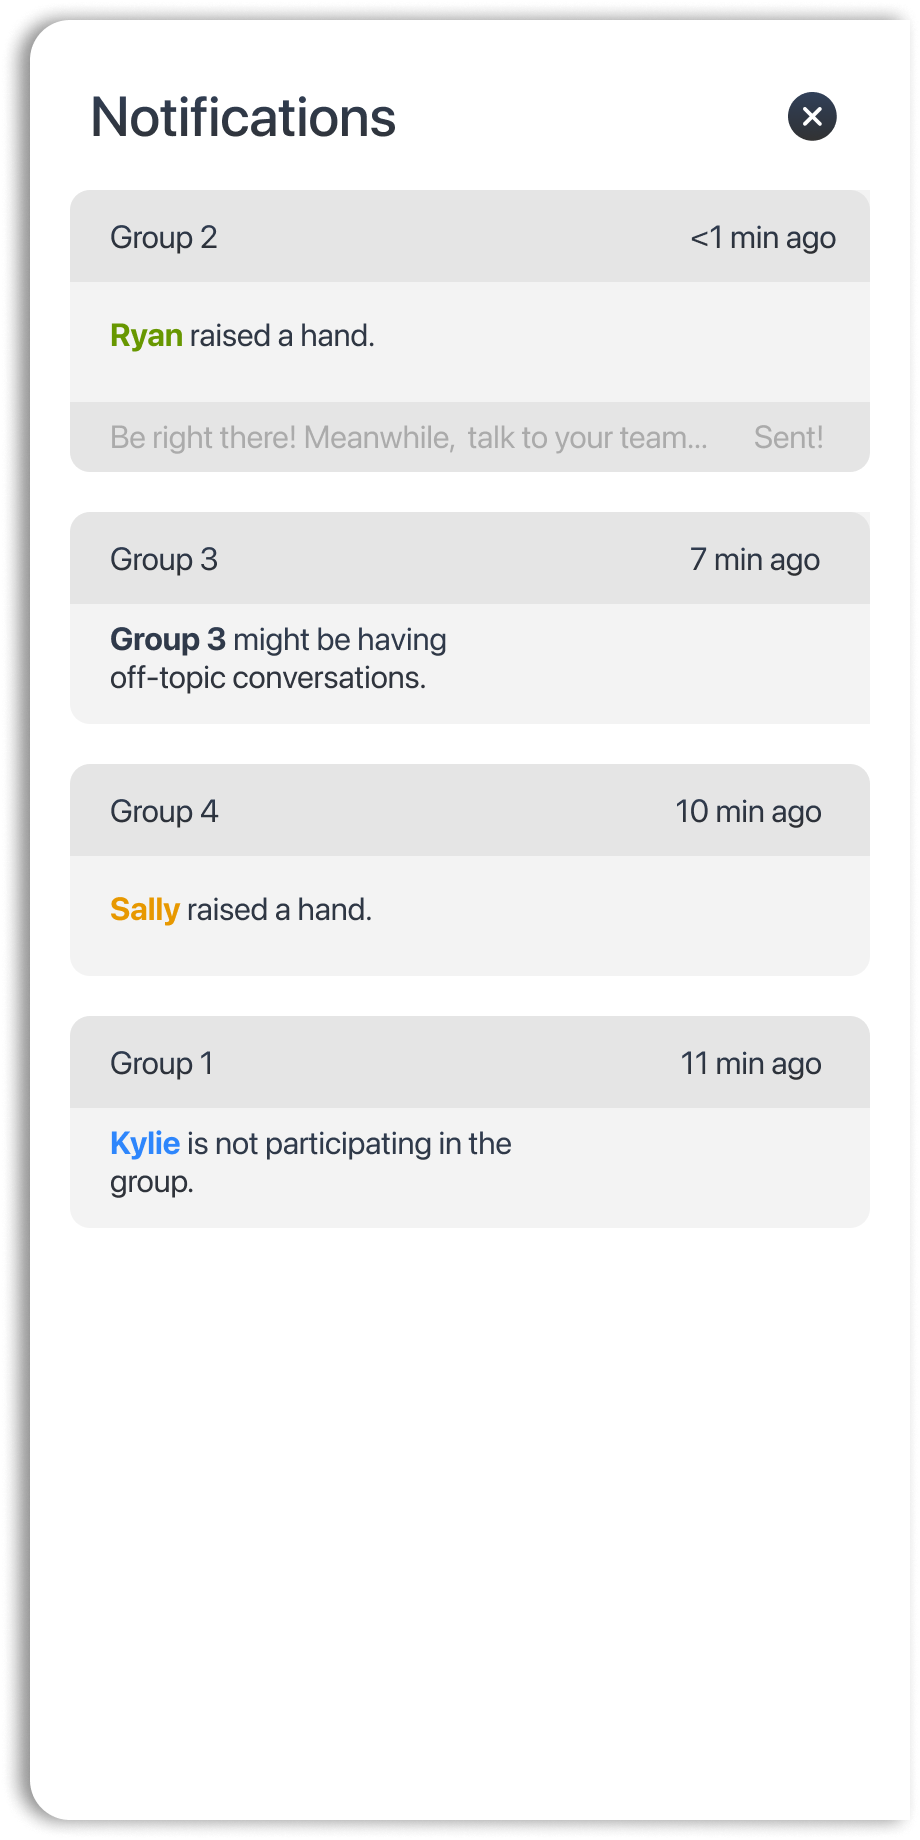 Notifications
Group 2 <1 min ago
Ryan raised a hand.
Be right there! Meanwhile, talk to your team... Sent!
Group 3 7 min ago
Group 3 might be having
off-topic conversations.
Group 4 10 min ago
Sally raised a hand.
Group 1 11 min ago
Kylie is not participating in the
group.